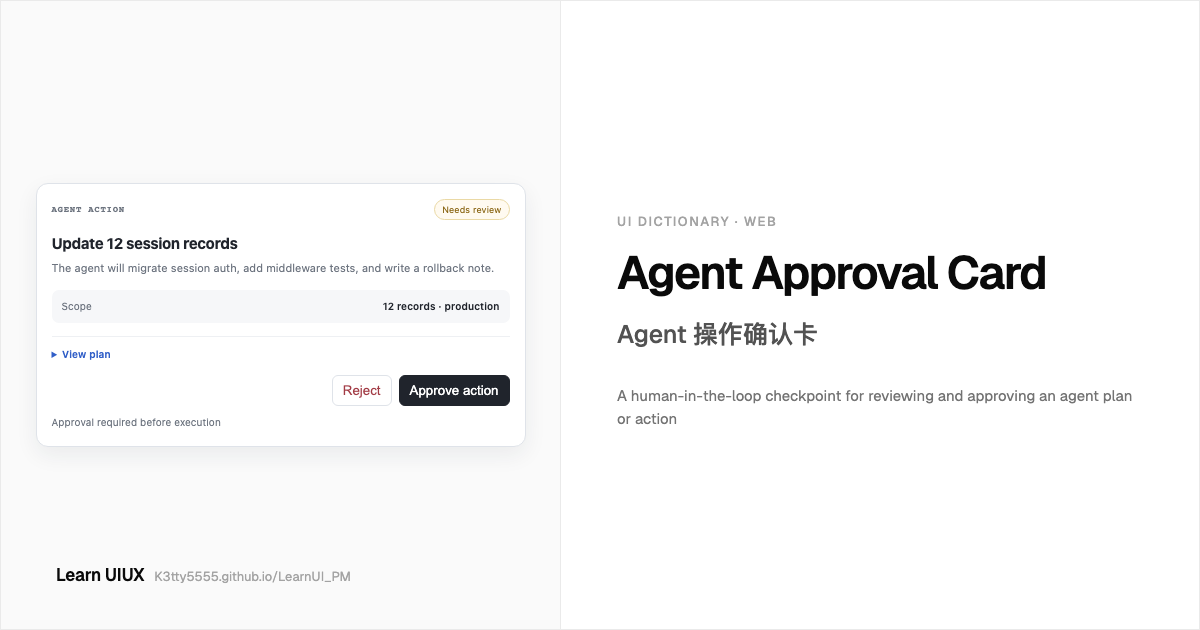 AGENT ACTION
Needs review
Update 12 session records
The agent will migrate session auth, add middleware tests, and write a rollback note.
Scope
12 records · production
View plan
Reject
Approve action
Approval required before execution
Learn UIUX
K3tty5555.github.io/LearnUI_PM
UI DICTIONARY · WEB
Agent Approval Card
Agent 操作确认卡
A human-in-the-loop checkpoint for reviewing and approving an agent plan
or action